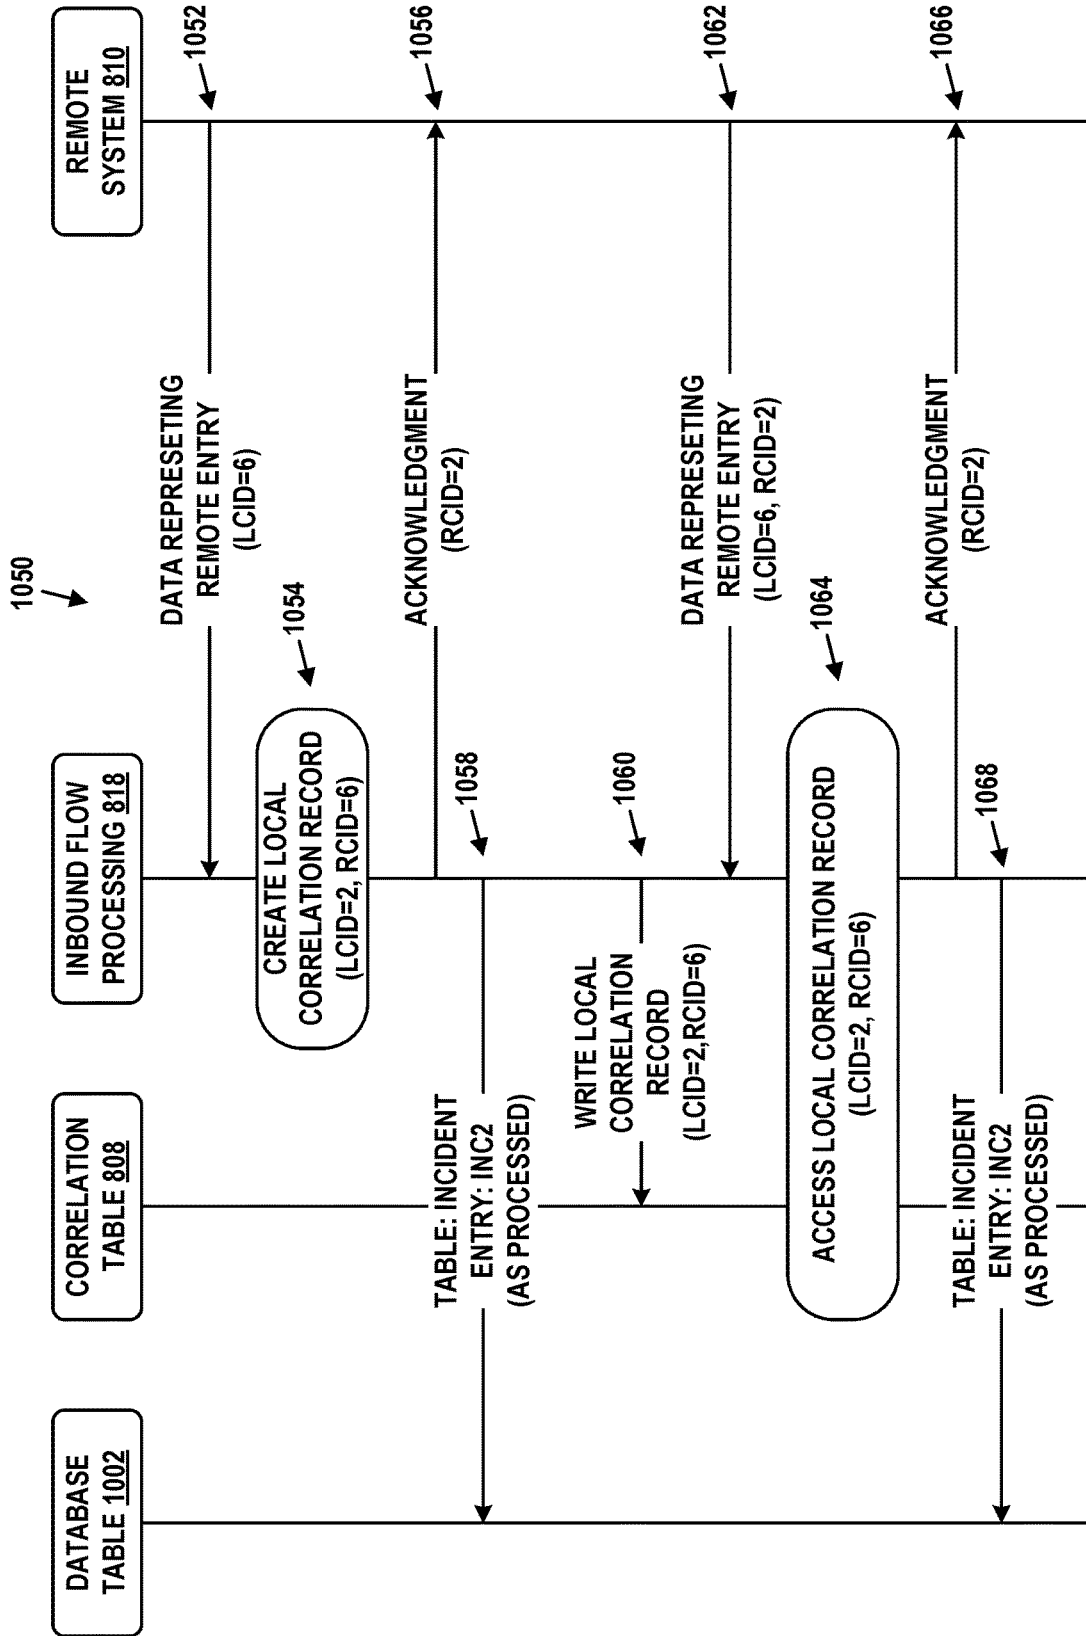 1050
DATABASE
TABLE 1002
CORRELATION
TABLE 808
INBOUND FLOW
PROCESSING 818
REMOTE
SYSTEM 810
1052
DATA REPRESETING
REMOTE ENTRY
(LCID=6)
1054
CREATE LOCAL
CORRELATION RECORD
(LCID=2, RCID=6)
1056
ACKNOWLEDGMENT
(RCID=2)
1058
TABLE: INCIDENT
ENTRY: INC2
(AS PROCESSED)
1060
WRITE LOCAL
CORRELATION
RECORD
(LCID=2,RCID=6)
1062
DATA REPRESETING
REMOTE ENTRY
(LCID=6, RCID=2)
1064
ACCESS LOCAL CORRELATION RECORD
(LCID=2, RCID=6)
1066
ACKNOWLEDGMENT
(RCID=2)
1068
TABLE: INCIDENT
ENTRY: INC2
(AS PROCESSED)